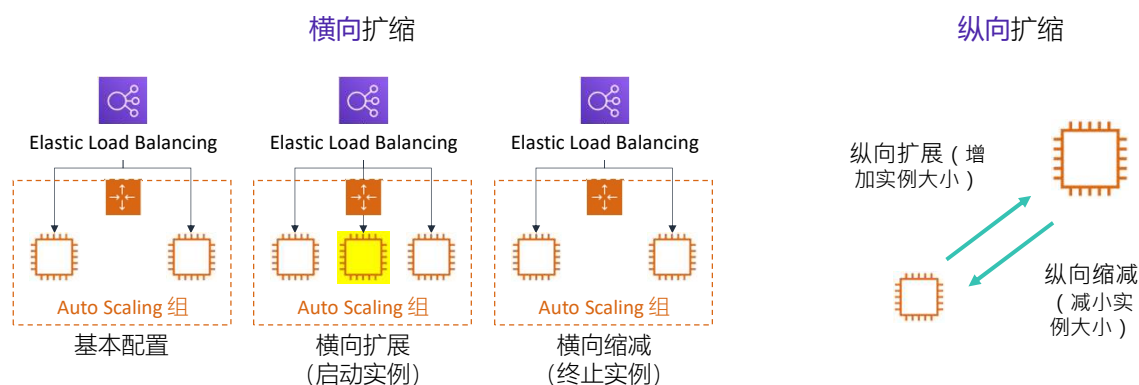 横向扩缩
Elastic Load Balancing
Auto Scaling 组
基本配置
Elastic Load Balancing
Auto Scaling 组
横向扩展
(启动实例)
Elastic Load Balancing
Auto Scaling 组
横向缩减
(终止实例)
纵向扩缩
纵向扩展（增
加实例大小）
纵向缩减
（减小实
例大小）